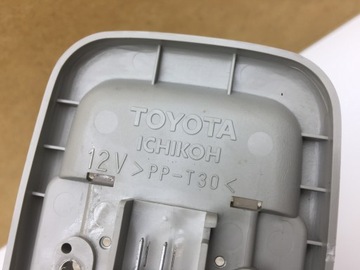 TOYOTA
ICHIKOH
12V >PP-T30<